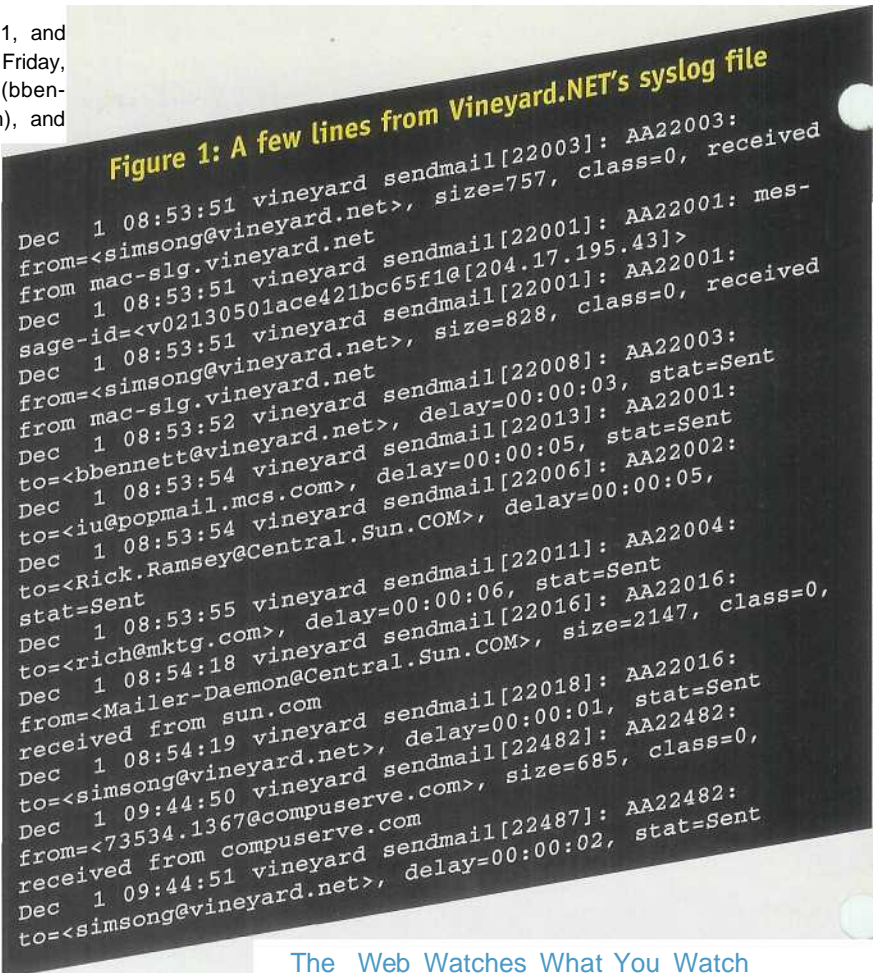 1, and
Friday,
(bben-
n), and
Figure 1: A few lines from Vineyard.NET's syslog file
Dec 1 08:53:51 vineyard sendmail[22003]: AA22003:
from=<simsong@vineyard.net>, size=757, class=0, received
from mac-slg.vineyard.net
Dec 1 08:53:51 vineyard sendmail[22001]: AA22001: mes-
sage-id=<v02130501ace421bc65f1@[204.17.195.43]>
Dec 1 08:53:51 vineyard sendmail[22001]: AA22001:
from=<simsong@vineyard.net>, size=828, class=0, received
from mac-slg.vineyard.net
Dec 1 08:53:52 vineyard sendmail[22008]: AA22003:
to=<bbennett@vineyard.net>, delay=00:00:03, stat=Sent
Dec 1 08:53:54 vineyard sendmail[22013]: AA22001:
to=<iu@popmail.mcs.com>, delay=00:00:05, stat=Sent
Dec 1 08:53:54 vineyard sendmail[22006]: AA22002:
to=<Rick.Ramsey@Central.Sun.COM>, delay=00:00:05,
stat=Sent
Dec 1 08:53:55 vineyard sendmail[22011]: AA22004:
to=<rich@mktg.com>, delay=00:00:06, stat=Sent
Dec 1 08:54:18 vineyard sendmail[22016]: AA22016:
from=<Mailer-Daemon@Central.Sun.COM>, size=2147, class=0,
received from sun.com
Dec 1 08:54:19 vineyard sendmail[22018]: AA22016:
to=<simsong@vineyard.net>, delay=00:00:01, stat=Sent
Dec 1 09:44:50 vineyard sendmail[22482]: AA22482:
from=<73534.1367@compuserve.com>, size=685, class=0,
received from compuserve.com
Dec 1 09:44:51 vineyard sendmail[22487]: AA22482:
to=<simsong@vineyard.net>, delay=00:00:02, stat=Sent
The Web Watches What You Watch